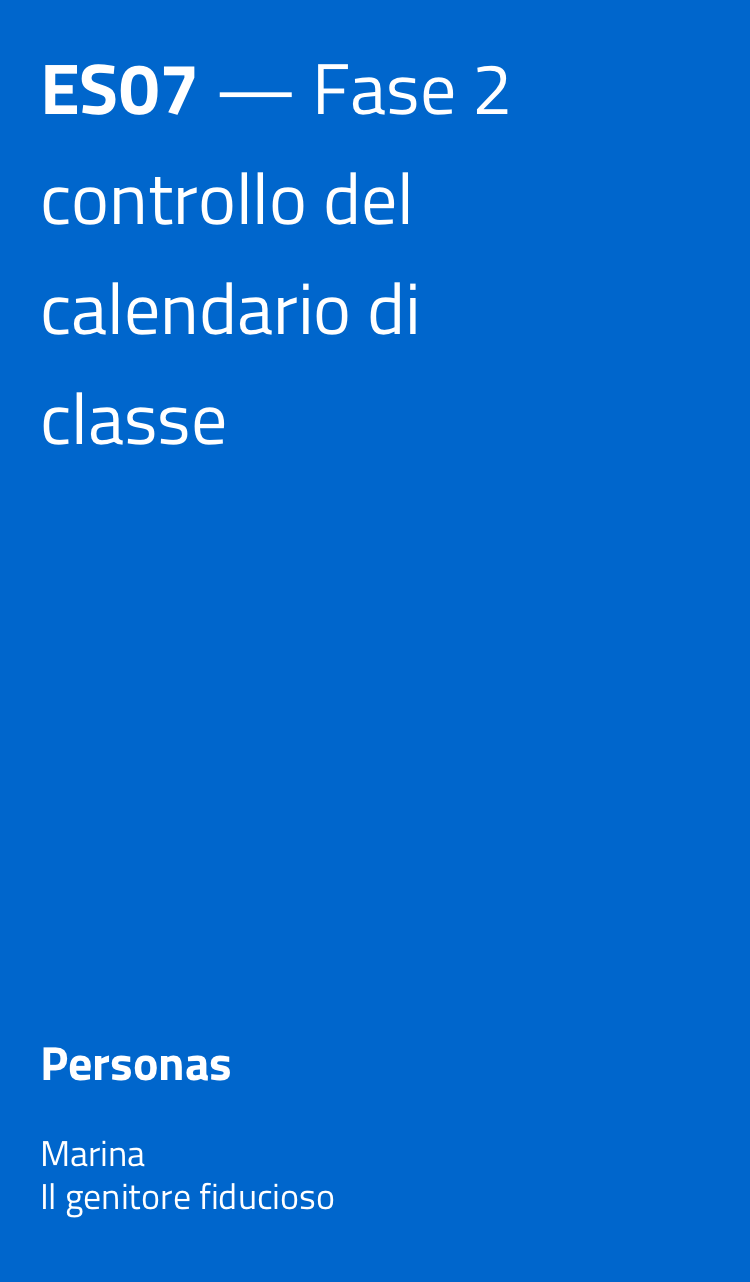 ES07 — Fase 2
controllo del
calendario di
classe
Personas
Marina
Il genitore fiducioso